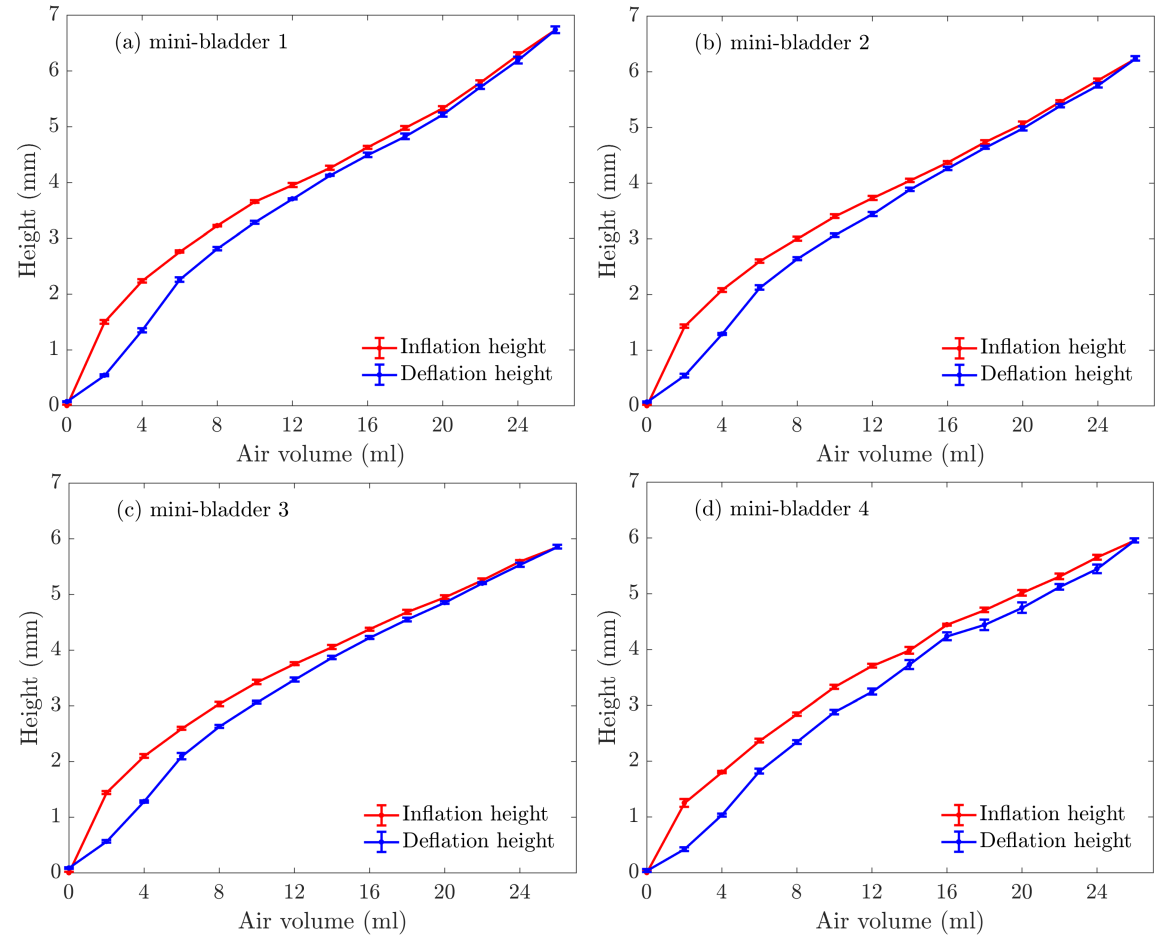 (a) mini-bladder 1
7
6
5
4
3
2
1
0
Height (mm)
Inflation height
Deflation height
0 4 8 12 16 20 24
Air volume (ml)
(b) mini-bladder 2
7
6
5
4
3
2
1
0
Height (mm)
Inflation height
Deflation height
0 4 8 12 16 20 24
Air volume (ml)
(c) mini-bladder 3
7
6
5
4
3
2
1
0
Height (mm)
Inflation height
Deflation height
0 4 8 12 16 20 24
Air volume (ml)
(d) mini-bladder 4
7
6
5
4
3
2
1
0
Height (mm)
Inflation height
Deflation height
0 4 8 12 16 20 24
Air volume (ml)